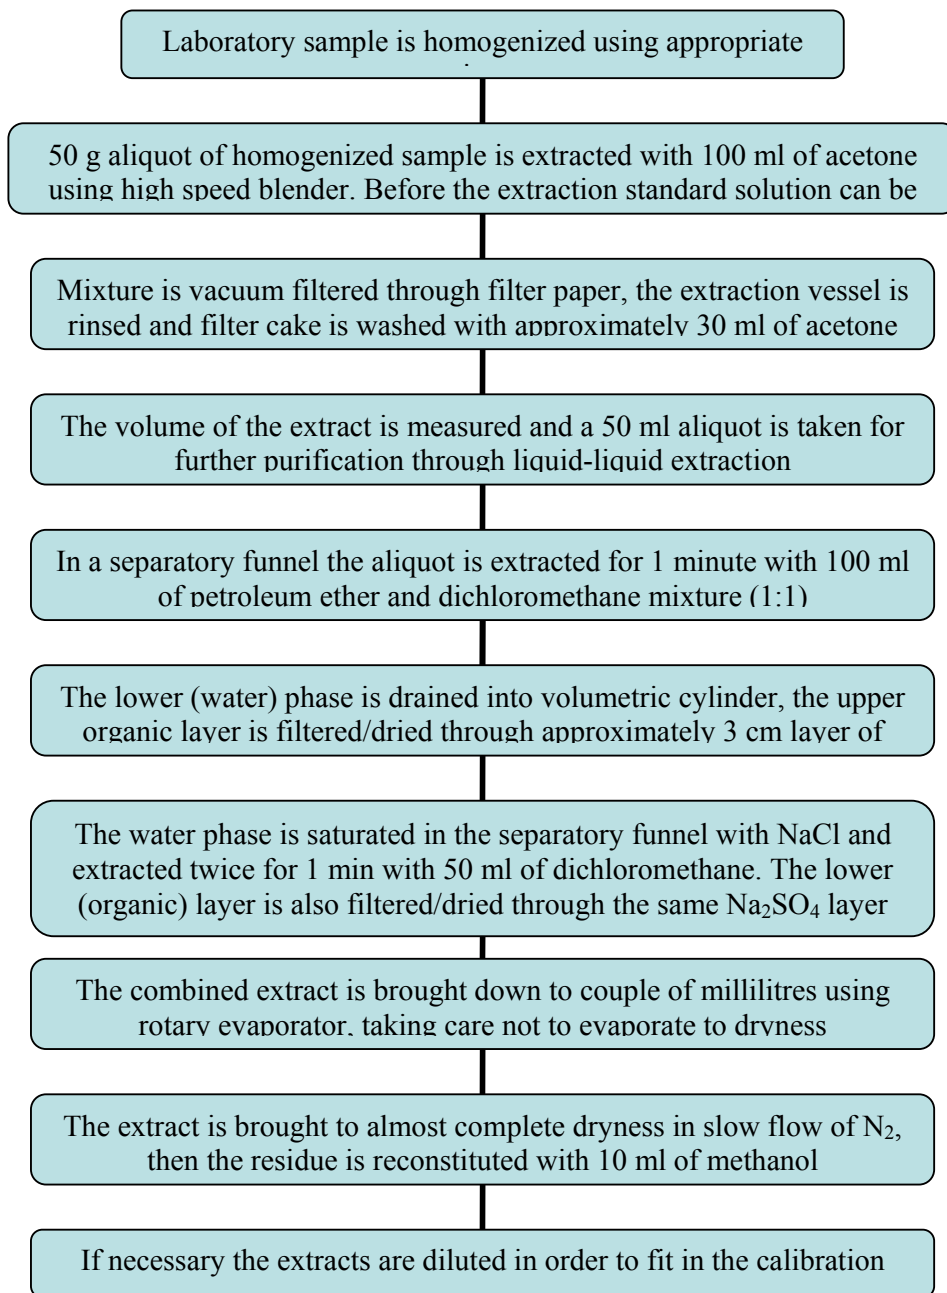 Laboratory sample is homogenized using appropriate
50 g aliquot of homogenized sample is extracted with 100 ml of acetone
using high speed blender. Before the extraction standard solution can be
Mixture is vacuum filtered through filter paper, the extraction vessel is
rinsed and filter cake is washed with approximately 30 ml of acetone
The volume of the extract is measured and a 50 ml aliquot is taken for
further purification through liquid-liquid extraction
In a separatory funnel the aliquot is extracted for 1 minute with 100 ml
of petroleum ether and dichloromethane mixture (1:1)
The lower (water) phase is drained into volumetric cylinder, the upper
organic layer is filtered/dried through approximately 3 cm layer of
The water phase is saturated in the separatory funnel with NaCl and
extracted twice for 1 min with 50 ml of dichloromethane. The lower
(organic) layer is also filtered/dried through the same Na₂SO₄ layer
The combined extract is brought down to couple of millilitres using
rotary evaporator, taking care not to evaporate to dryness
The extract is brought to almost complete dryness in slow flow of N₂,
then the residue is reconstituted with 10 ml of methanol
If necessary the extracts are diluted in order to fit in the calibration